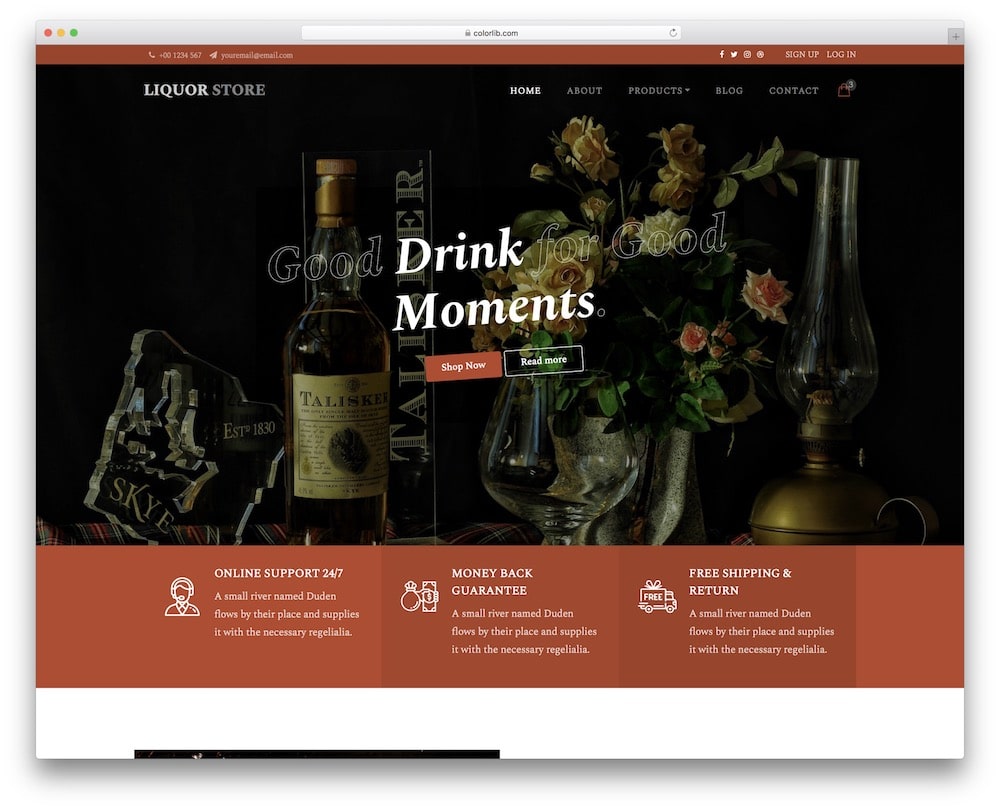 colorlib.com
+00 1234 567 youremail@email.com SIGN UP LOG IN
LIQUOR STORE HOME ABOUT PRODUCTS BLOG CONTACT 3
Good Drink for Good
Moments.
Shop Now Read more
TALISKER
TALISKER
SKYE
ESTD 1830
SKYE
ONLINE SUPPORT 24/7
A small river named Duden
flows by their place and supplies
it with the necessary regelialia.
MONEY BACK
GUARANTEE
A small river named Duden
flows by their place and supplies
it with the necessary regelialia.
FREE
FREE SHIPPING &
RETURN
A small river named Duden
flows by their place and supplies
it with the necessary regelialia.